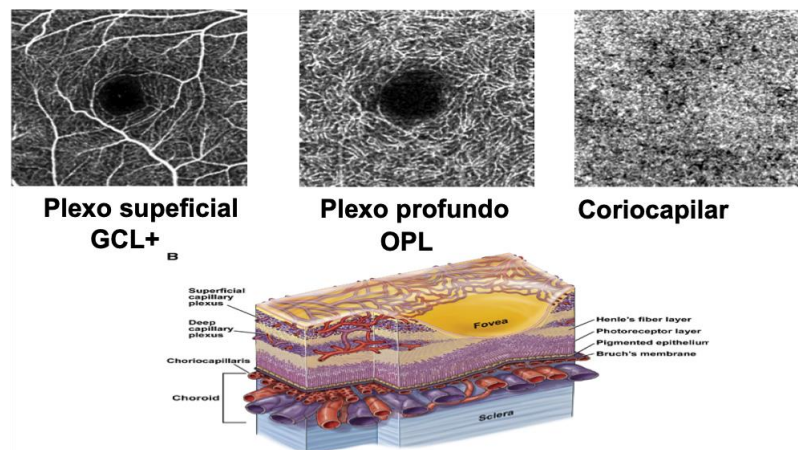 Plexo supeficial
GCL+
Plexo profundo
OPL
Coriocapilar
B
Superficial
capillary
plexus
Deep
capillary
plexus
Choriocapillaris
Choroid
Fovea
Sclera
Henle's fiber layer
Photoreceptor layer
Pigmented epithelium
Bruch's membrane